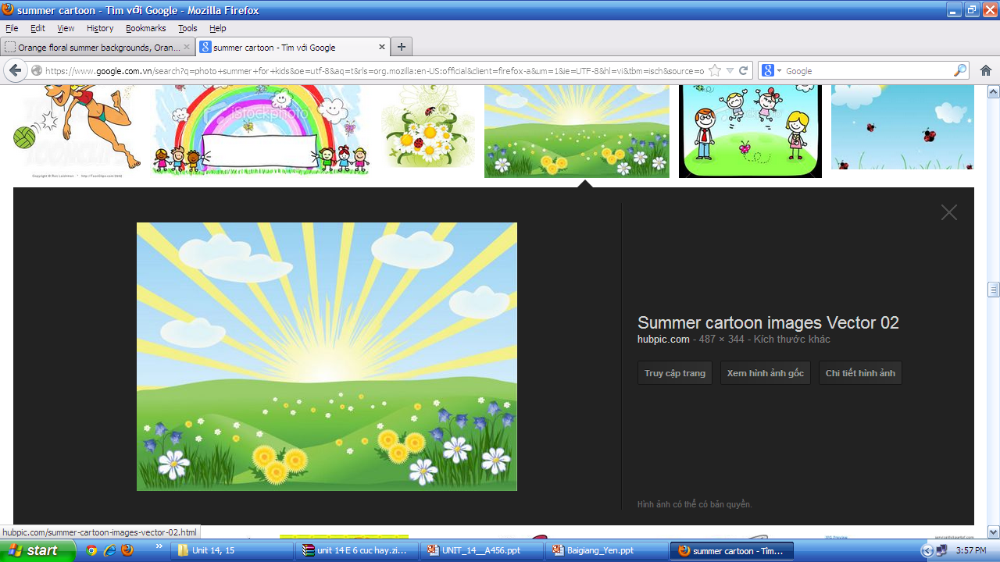 summer cartoon - Tìm với Google - Mozilla Firefox
File Edit View History Bookmarks Tools Help
Orange floral summer backgrounds, Oran...
summer cartoon - Tìm với Google
https://www.google.com.vn/search?q=photo+summer+for+kids&oe=utf-8&aq=t&rls=org.mozilla:en-US:official&client=firefox-a&um=1&ie=UTF-8&hl=vi&tbm=isch&source=o
Google
iStockphoto
Summer cartoon images Vector 02
hubpic.com - 487 × 344 - Kích thước khác
Truy cập trang
Xem hình ảnh gốc
Chi tiết hình ảnh
Hình ảnh có thể có bản quyền.
hubpic.com/summer-cartoon-images-vector-02.html
start
Unit 14, 15
unit 14 E 6 cuc hay.zi...
UNIT_14__A456.ppt
Baigiang_Yen.ppt
summer cartoon - Tìm...
3:57 PM